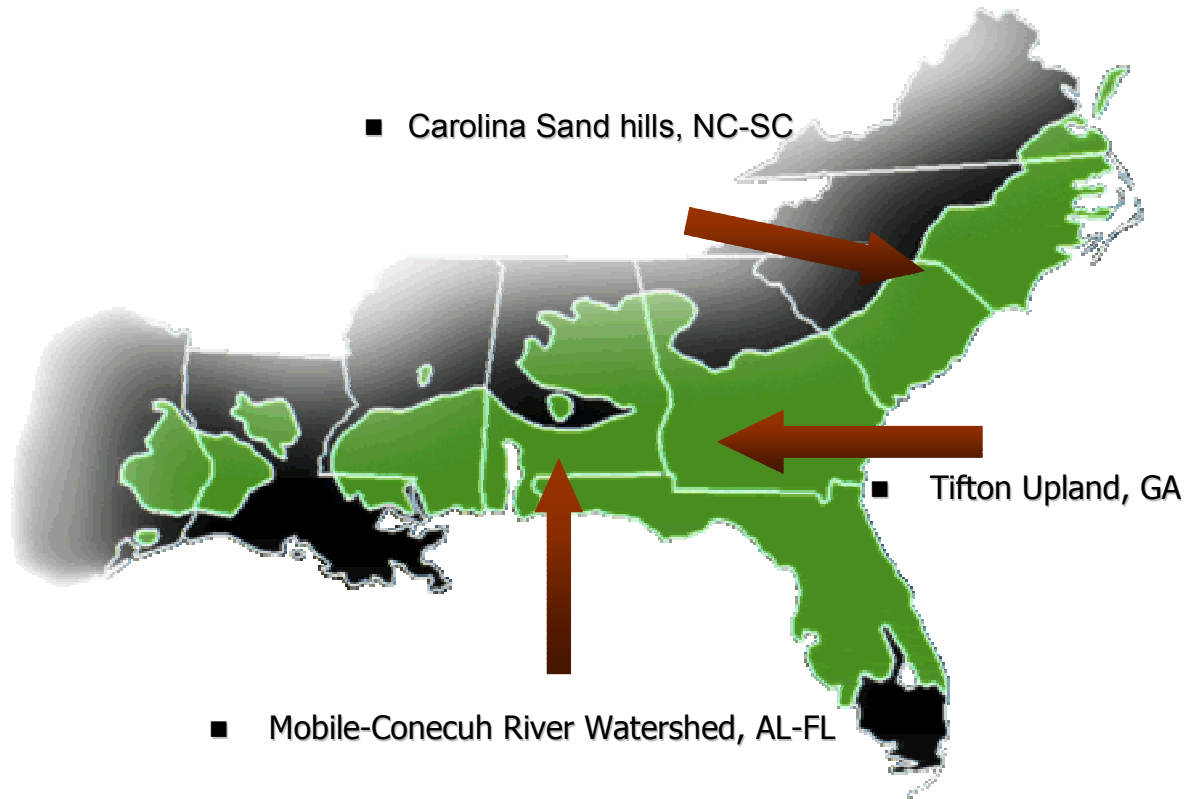 ■ Carolina Sand hills, NC-SC
■ Tifton Upland, GA
■ Mobile-Conecuh River Watershed, AL-FL